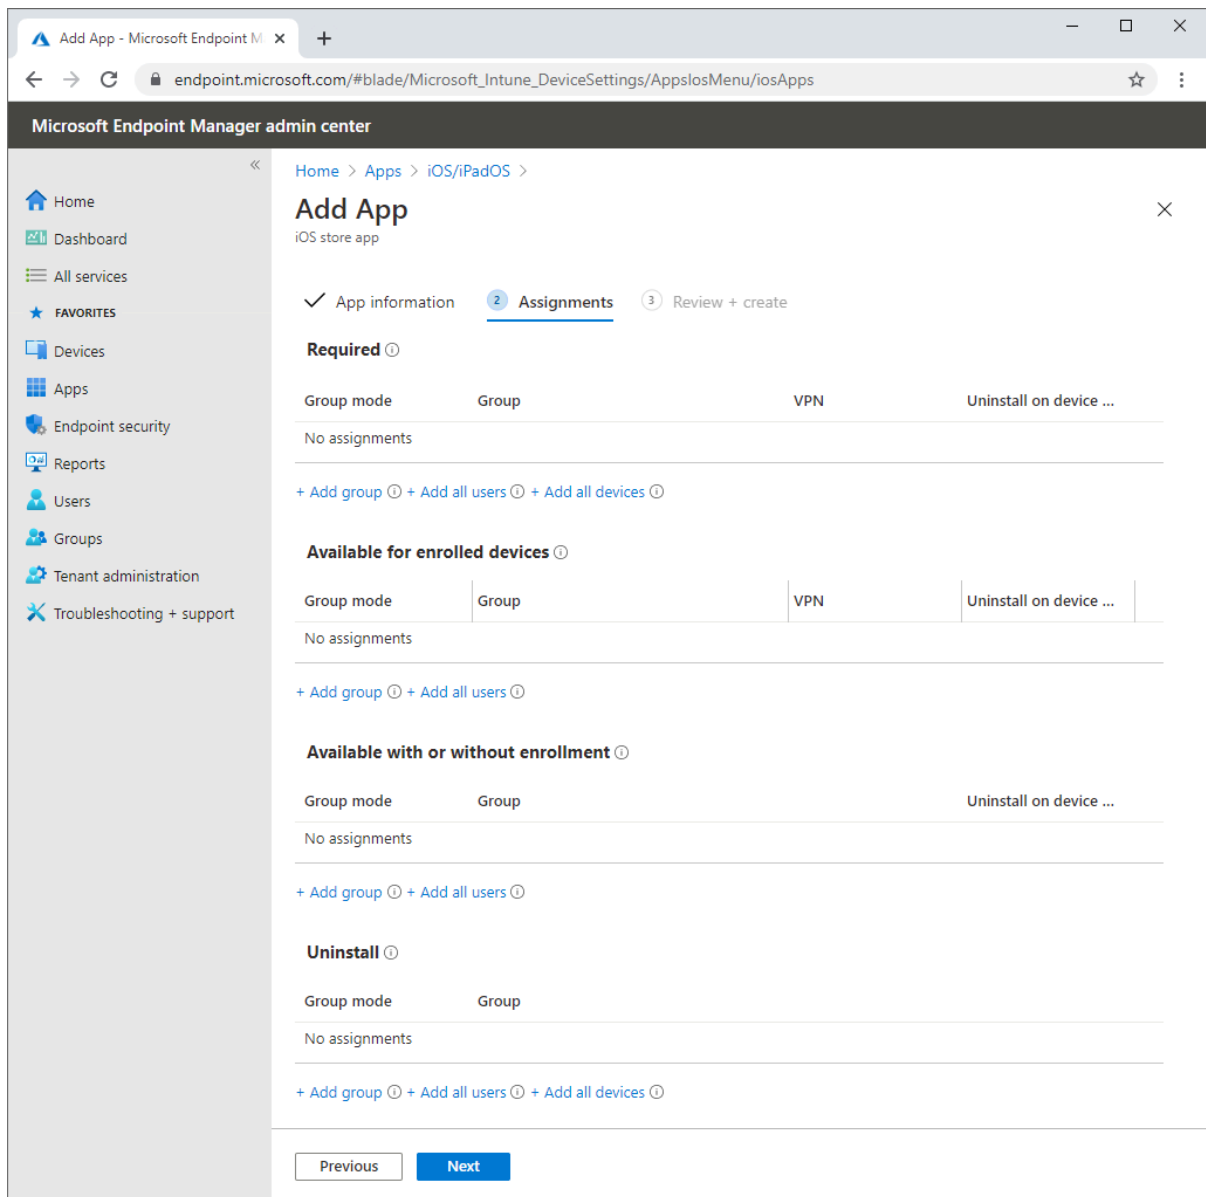 Add App - Microsoft Endpoint M
endpoint.microsoft.com/#blade/Microsoft_Intune_DeviceSettings/AppsIosMenu/iosApps
Microsoft Endpoint Manager admin center
«
Home
Dashboard
All services
FAVORITES
Devices
Apps
Endpoint security
Reports
Users
Groups
Tenant administration
Troubleshooting + support
Home > Apps > iOS/iPadOS >
Add App
iOS store app
App information 2 Assignments 3 Review + create
Required
Group mode Group VPN Uninstall on device ...
No assignments
+ Add group + Add all users + Add all devices
Available for enrolled devices
Group mode Group VPN Uninstall on device ...
No assignments
+ Add group + Add all users
Available with or without enrollment
Group mode Group Uninstall on device ...
No assignments
+ Add group + Add all users
Uninstall
Group mode Group
No assignments
+ Add group + Add all users + Add all devices
Previous Next